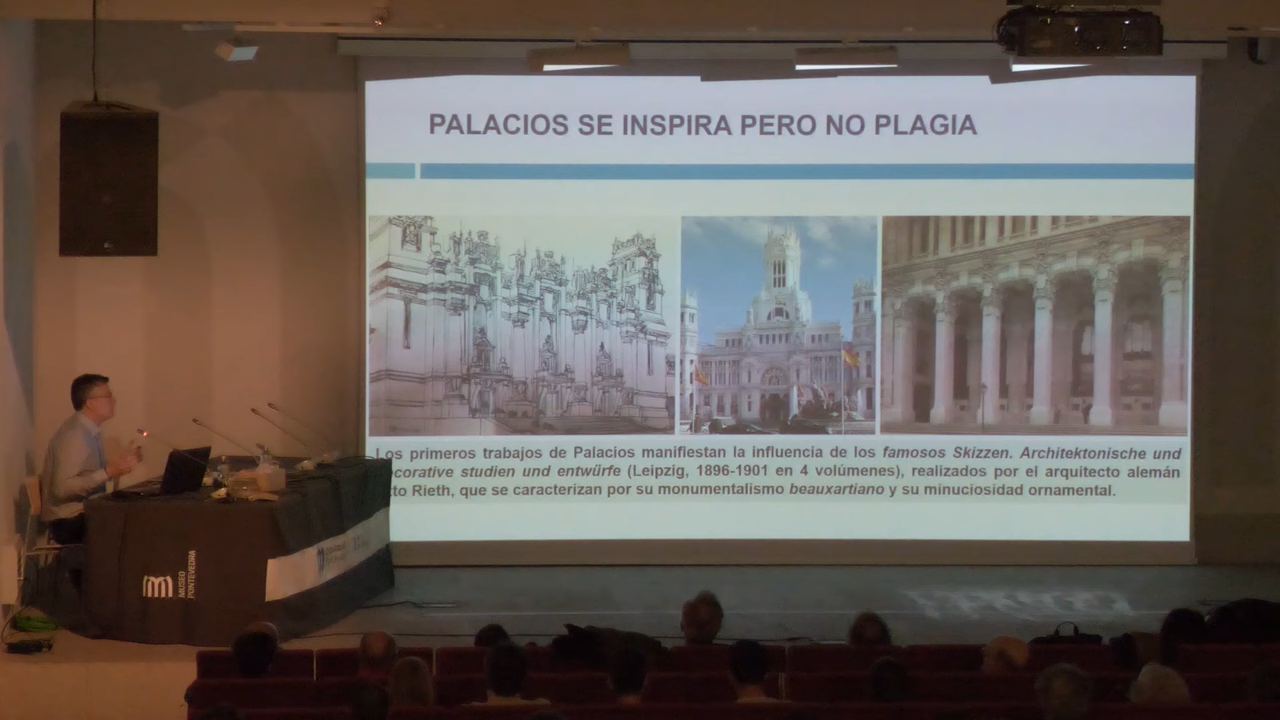 PALACIOS SE INSPIRA PERO NO PLAGIA
Los primeros trabajos de Palacios manifiestan la influencia de los famosos Skizzen. Architektonische und
ecorative studien und entwürfe (Leipzig, 1896-1901 en 4 volúmenes), realizados por el arquitecto alemán
to Rieth, que se caracterizan por su monumentalismo beauxartiano y su minuciosidad ornamental.
MUSEO
PONTEVEDRA